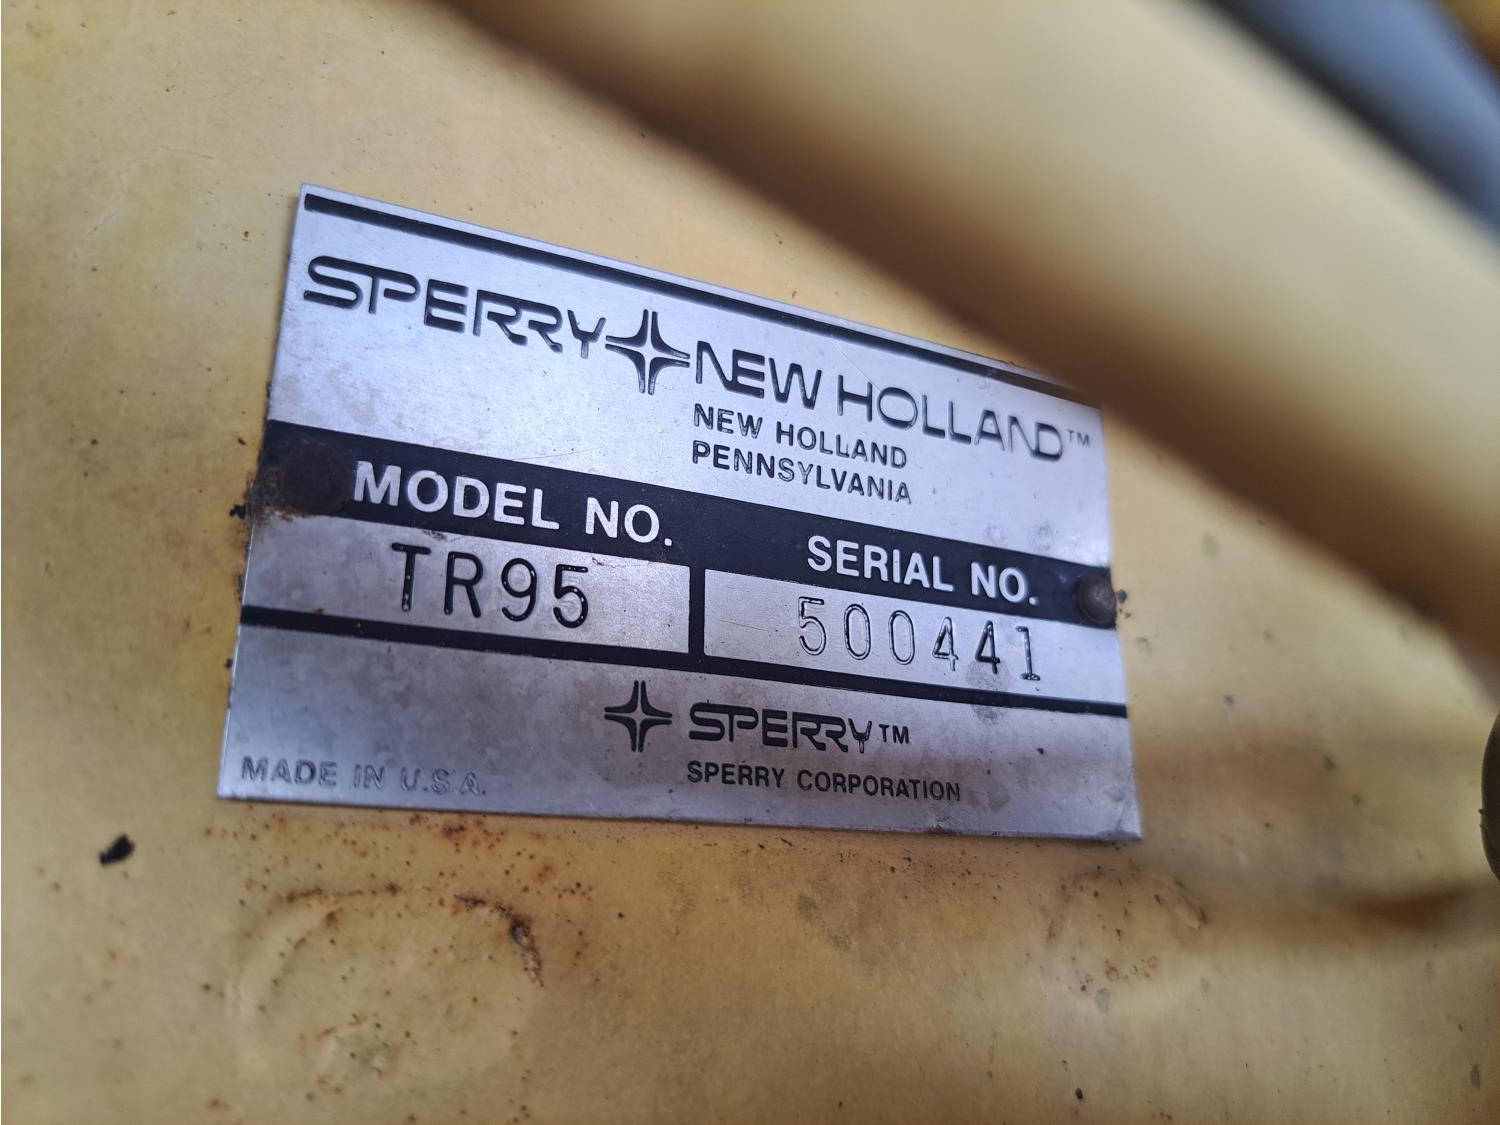 SPERRY NEW HOLLAND™
NEW HOLLAND
PENNSYLVANIA
MODEL NO. SERIAL NO.
TR95 500441
SPERRY™
SPERRY CORPORATION
MADE IN U.S.A.